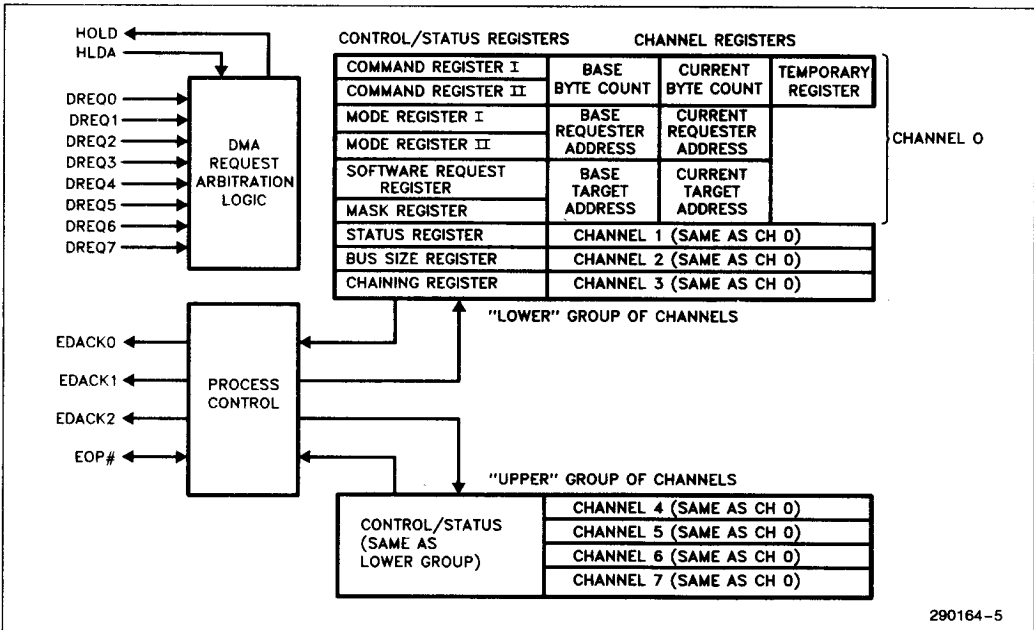 HOLD
HLDA
DREQ0
DREQ1
DREQ2
DREQ3
DREQ4
DREQ5
DREQ6
DREQ7
DMA
REQUEST
ARBITRATION
LOGIC
CONTROL/STATUS REGISTERS
CHANNEL REGISTERS
COMMAND REGISTER I
COMMAND REGISTER II
MODE REGISTER I
MODE REGISTER II
SOFTWARE REQUEST
REGISTER
MASK REGISTER
STATUS REGISTER
BUS SIZE REGISTER
CHAINING REGISTER
BASE
BYTE COUNT
CURRENT
BYTE COUNT
TEMPORARY
REGISTER
BASE
REQUESTER
ADDRESS
CURRENT
REQUESTER
ADDRESS
BASE
TARGET
ADDRESS
CURRENT
TARGET
ADDRESS
CHANNEL 0
CHANNEL 1 (SAME AS CH 0)
CHANNEL 2 (SAME AS CH 0)
CHANNEL 3 (SAME AS CH 0)
"LOWER" GROUP OF CHANNELS
EDACK0
EDACK1
EDACK2
EOP#
PROCESS
CONTROL
"UPPER" GROUP OF CHANNELS
CONTROL/STATUS
(SAME AS
LOWER GROUP)
CHANNEL 4 (SAME AS CH 0)
CHANNEL 5 (SAME AS CH 0)
CHANNEL 6 (SAME AS CH 0)
CHANNEL 7 (SAME AS CH 0)
290164-5